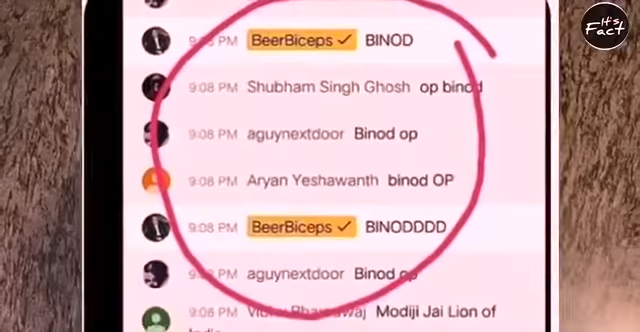 It's
Fact
9:08 PM BeerBiceps ✓ BINOD
9:08 PM Shubham Singh Ghosh op binod
9:08 PM aguynextdoor Binod op
9:08 PM Aryan Yeshawanth binod OP
9:08 PM BeerBiceps ✓ BINODDDD
PM aguynextdoor Binod op
9:08 PM Modiji Jai Lion of